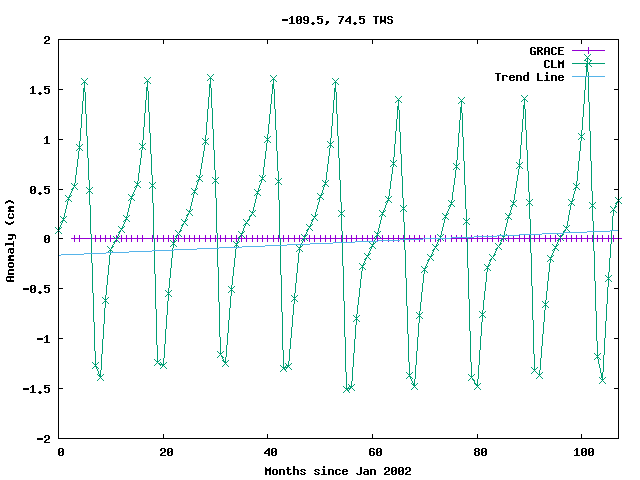 -109.5, 74.5 TWS
GRACE
CLM
Trend Line
2
1.5
1
0.5
0
-0.5
-1
-1.5
-2
Anomaly (cm)
0 20 40 60 80 100
Months since Jan 2002